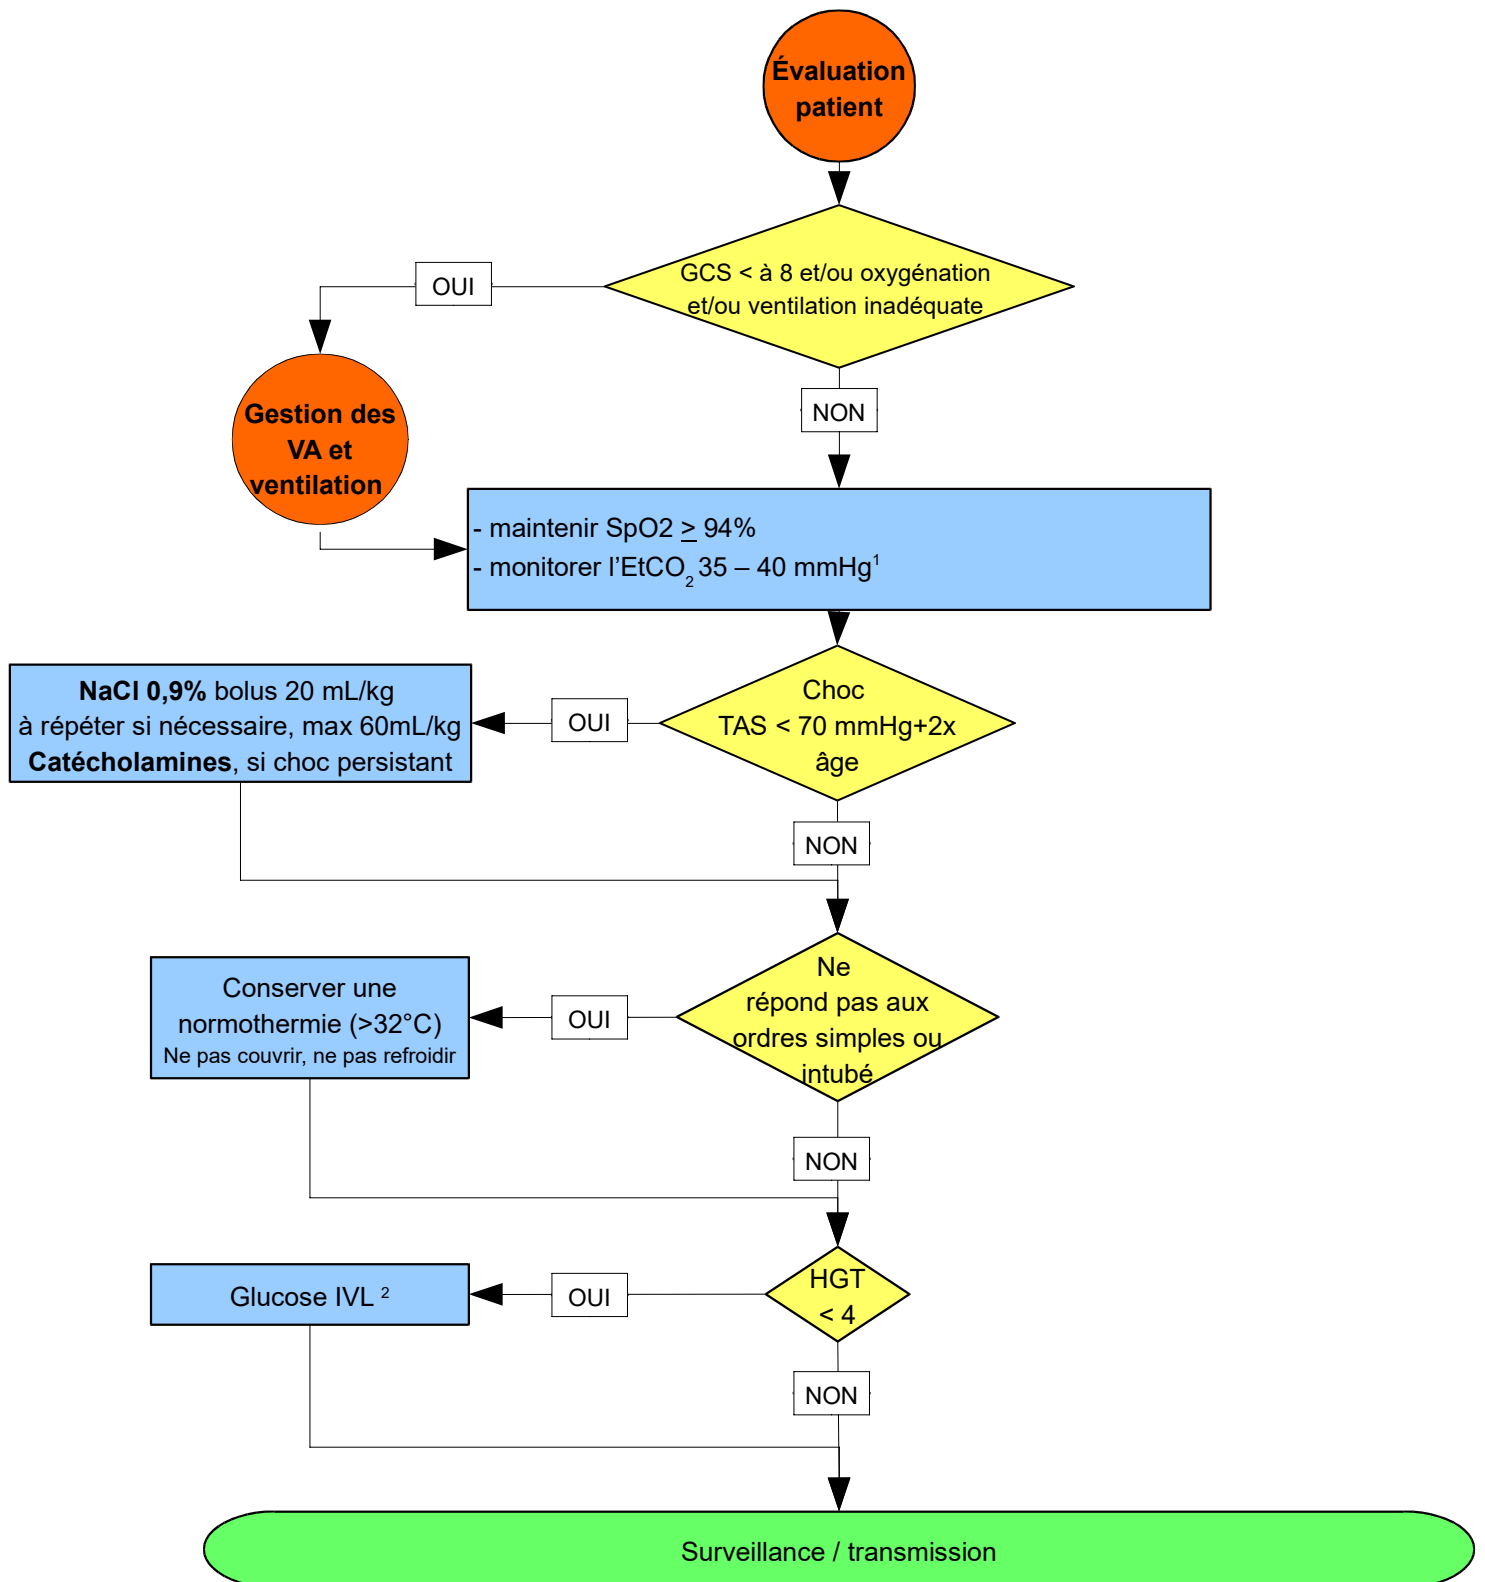 Évaluation
patient
GCS < à 8 et/ou oxygénation
et/ou ventilation inadéquate
OUI
NON
Gestion des
VA et
ventilation
- maintenir SpO2 ≥ 94%
- monitorer l’EtCO₂ 35 – 40 mmHg¹
Choc
TAS < 70 mmHg+2x
âge
OUI
NaCl 0,9% bolus 20 mL/kg
à répéter si nécessaire, max 60mL/kg
Catécholamines, si choc persistant
NON
Ne
répond pas aux
ordres simples ou
intubé
OUI
Conserver une
normothermie (>32°C)
Ne pas couvrir, ne pas refroidir
NON
HGT
< 4
OUI
Glucose IVL ²
NON
Surveillance / transmission